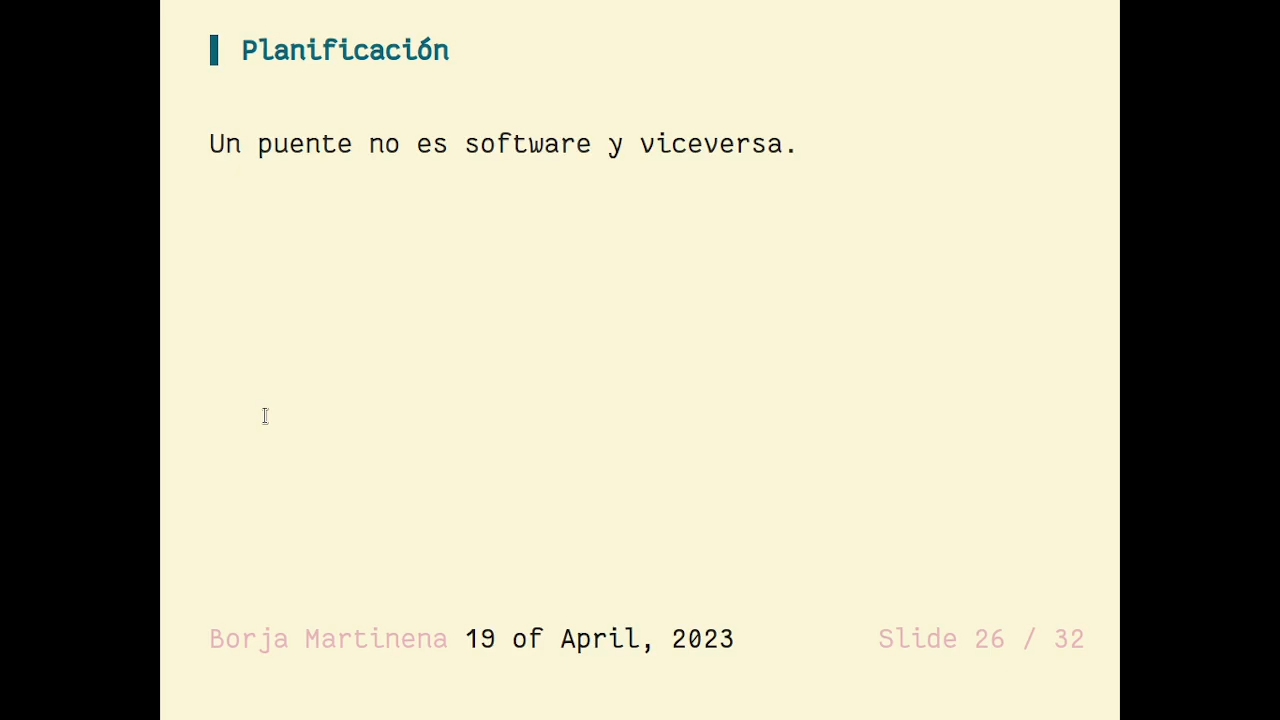 Planificación
Un puente no es software y viceversa.
Borja Martinena 19 of April, 2023 Slide 26 / 32